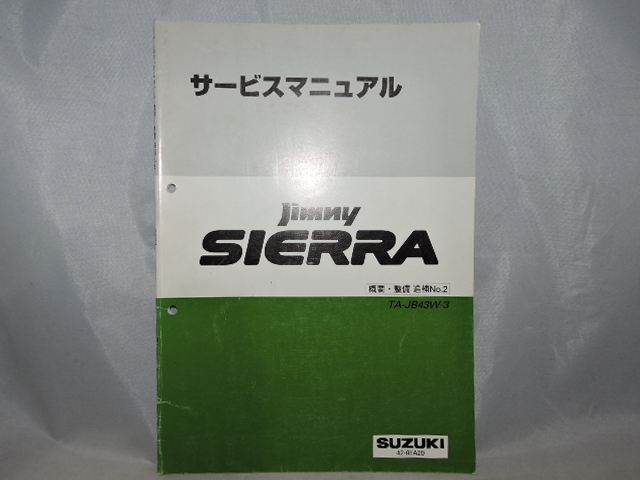 サービスマニュアル
Jimny
SIERRA
概要・整備 追補No.2
TA-JB43W-3
SUZUKI